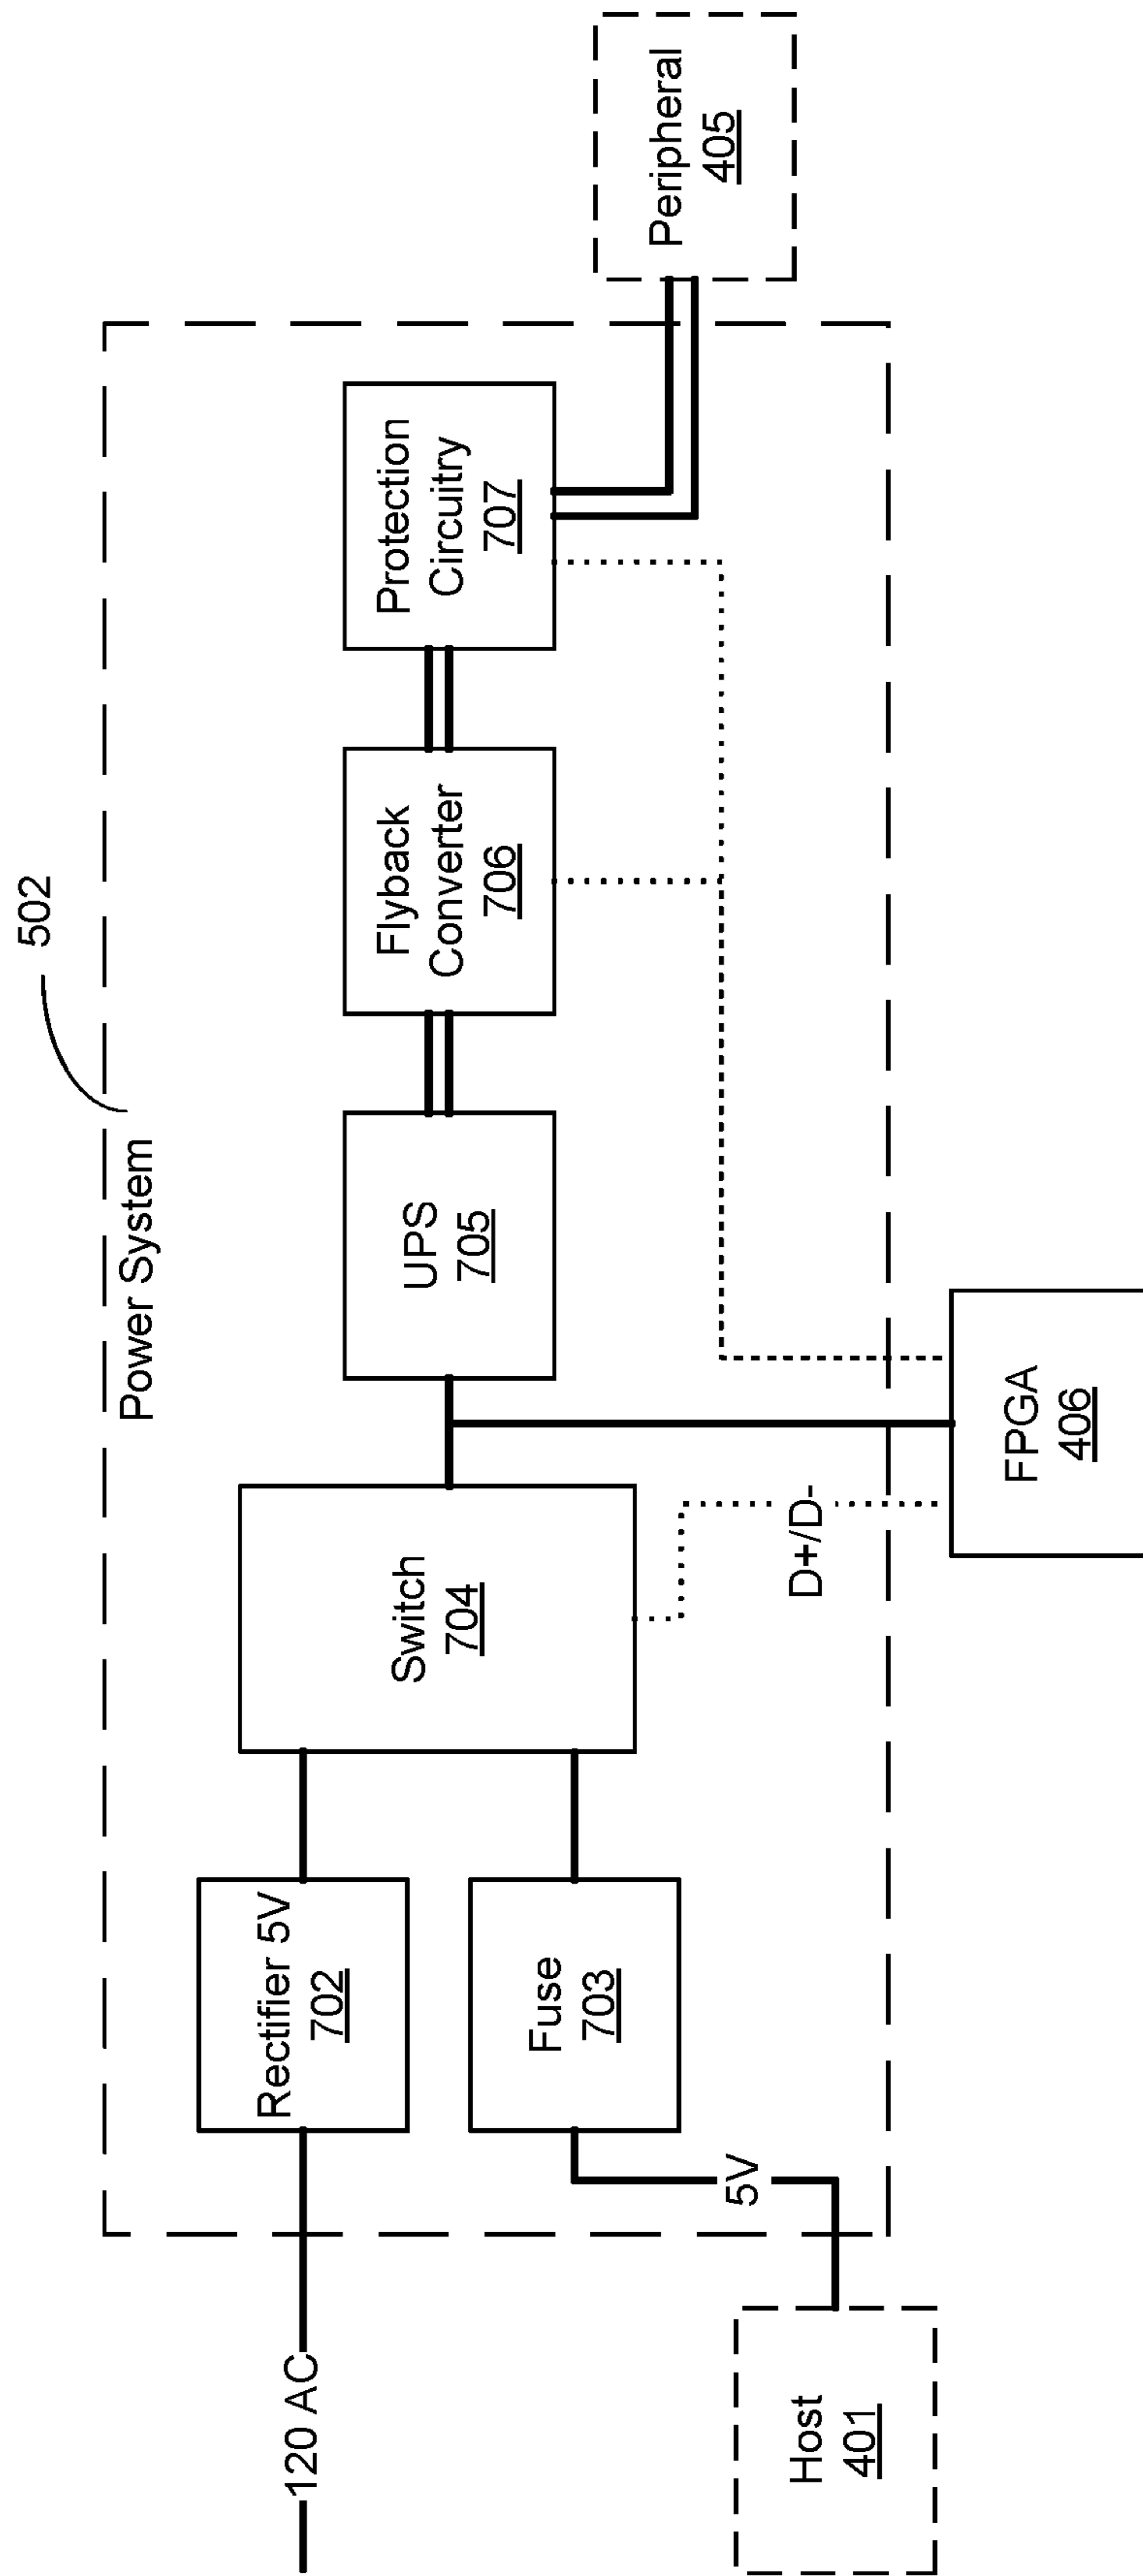 502
Power System
120 AC
Rectifier 5V
702
Switch
704
UPS
705
Flyback
Converter
706
Protection
Circuitry
707
Fuse
703
5V
Host
401
D+/D-
FPGA
406
Peripheral
405